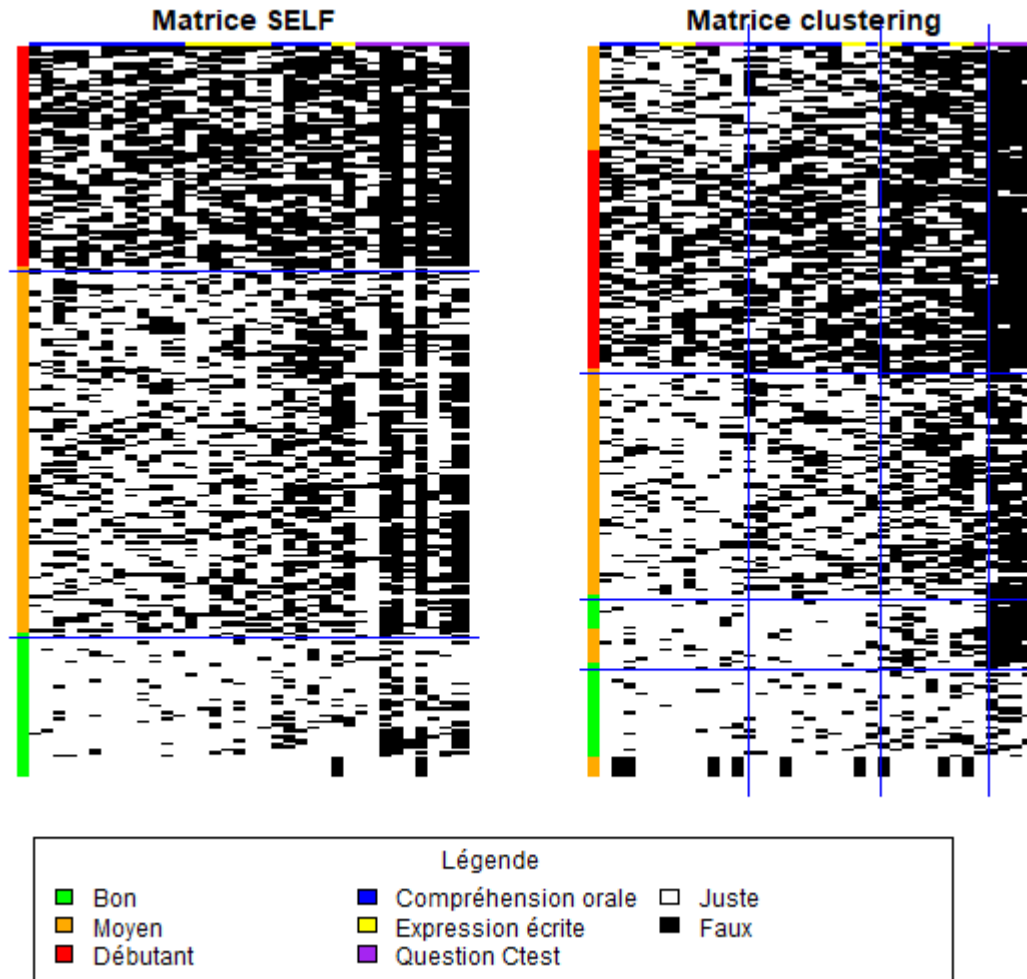 Matrice SELF
Matrice clustering
Légende
Bon
Compréhension orale
Juste
Moyen
Expression écrite
Faux
Débutant
Question Ctest